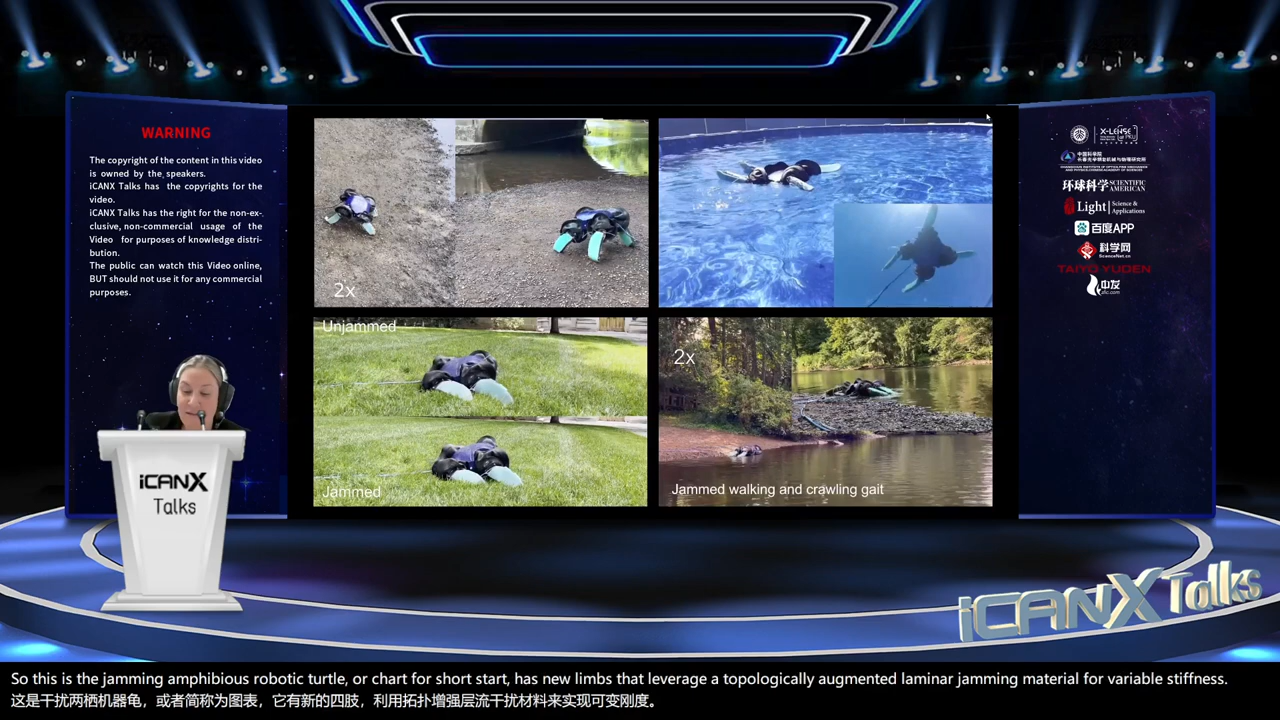 WARNING
The copyright of the content in this video
is owned by the speakers.
iCANX Talks has the copyrights for the
video.
iCANX Talks has the right for the non-ex-
clusive, non-commercial usage of the
Video for purposes of knowledge distri-
bution.
The public can watch this Video online,
BUT should not use it for any commercial
purposes.
2x
Unjammed
Jammed
2x
Jammed walking and crawling gait
X-LENSE
环球科学 SCIENTIFIC AMERICAN
Light Science & Applications
百度APP
科学网
ScienceNet.cn
TAIYO YUDEN
中友
iCANX
Talks
iCANX Talks
So this is the jamming amphibious robotic turtle, or chart for short start, has new limbs that leverage a topologically augmented laminar jamming material for variable stiffness.
这是干扰两栖机器龟，或者简称为图表，它有新的四肢，利用拓扑增强层流干扰材料来实现可变刚度。